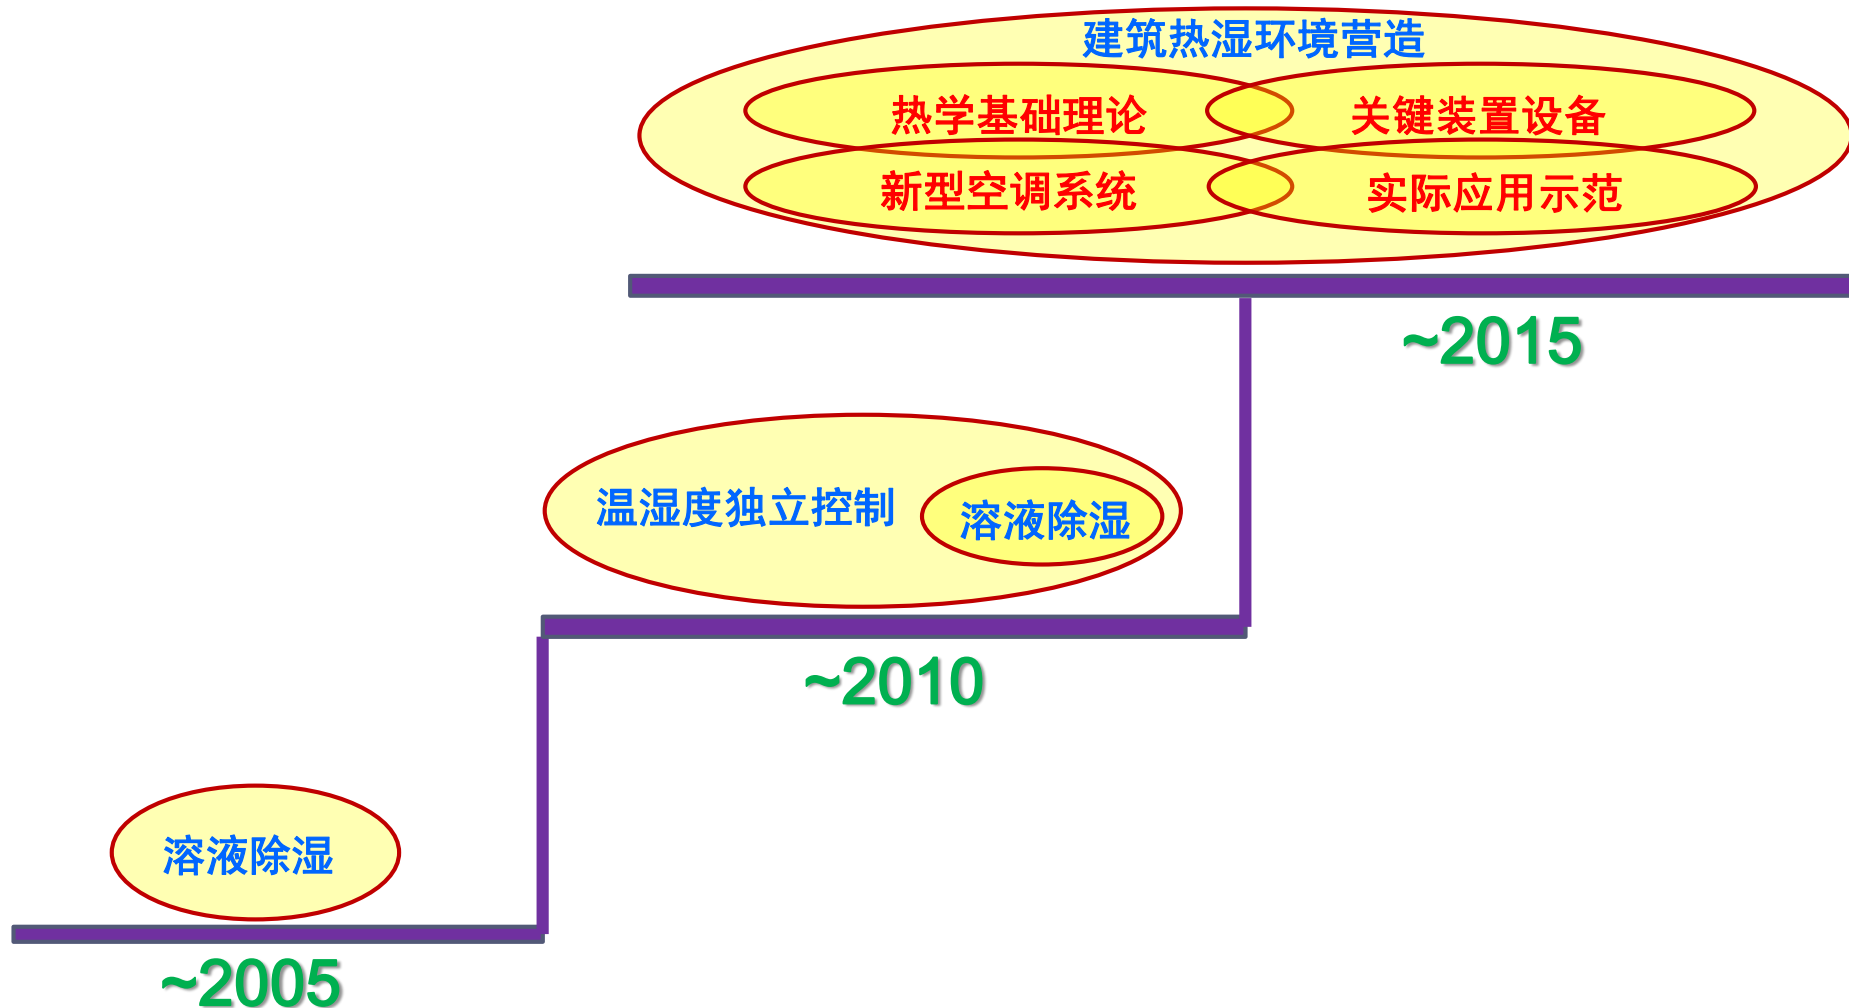 建筑热湿环境营造
热学基础理论
关键装置设备
新型空调系统
实际应用示范
~2015
温湿度独立控制
溶液除湿
~2010
溶液除湿
~2005